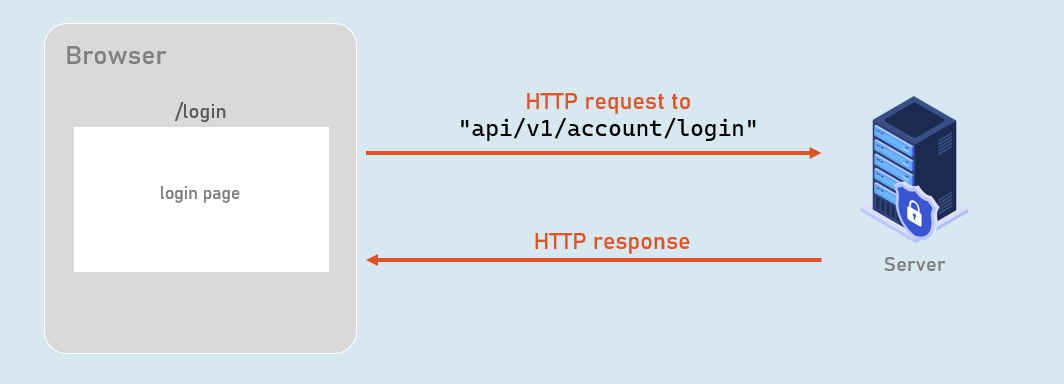 Browser
/login
login page
HTTP request to
"api/v1/account/login"
HTTP response
Server